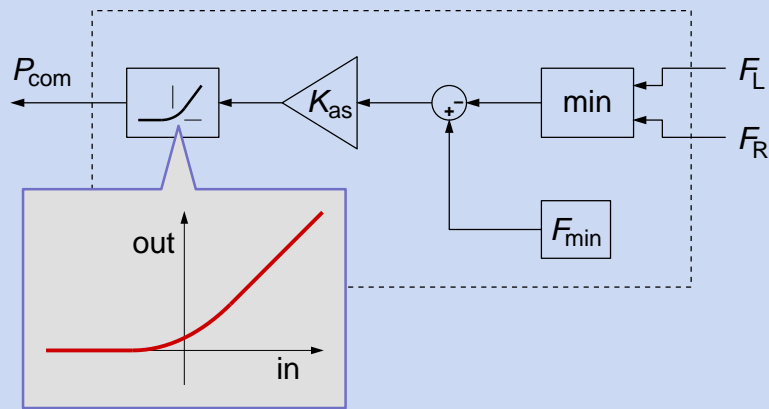 P_com
K_as
+
−
min
F_L
F_R
F_min
out
in